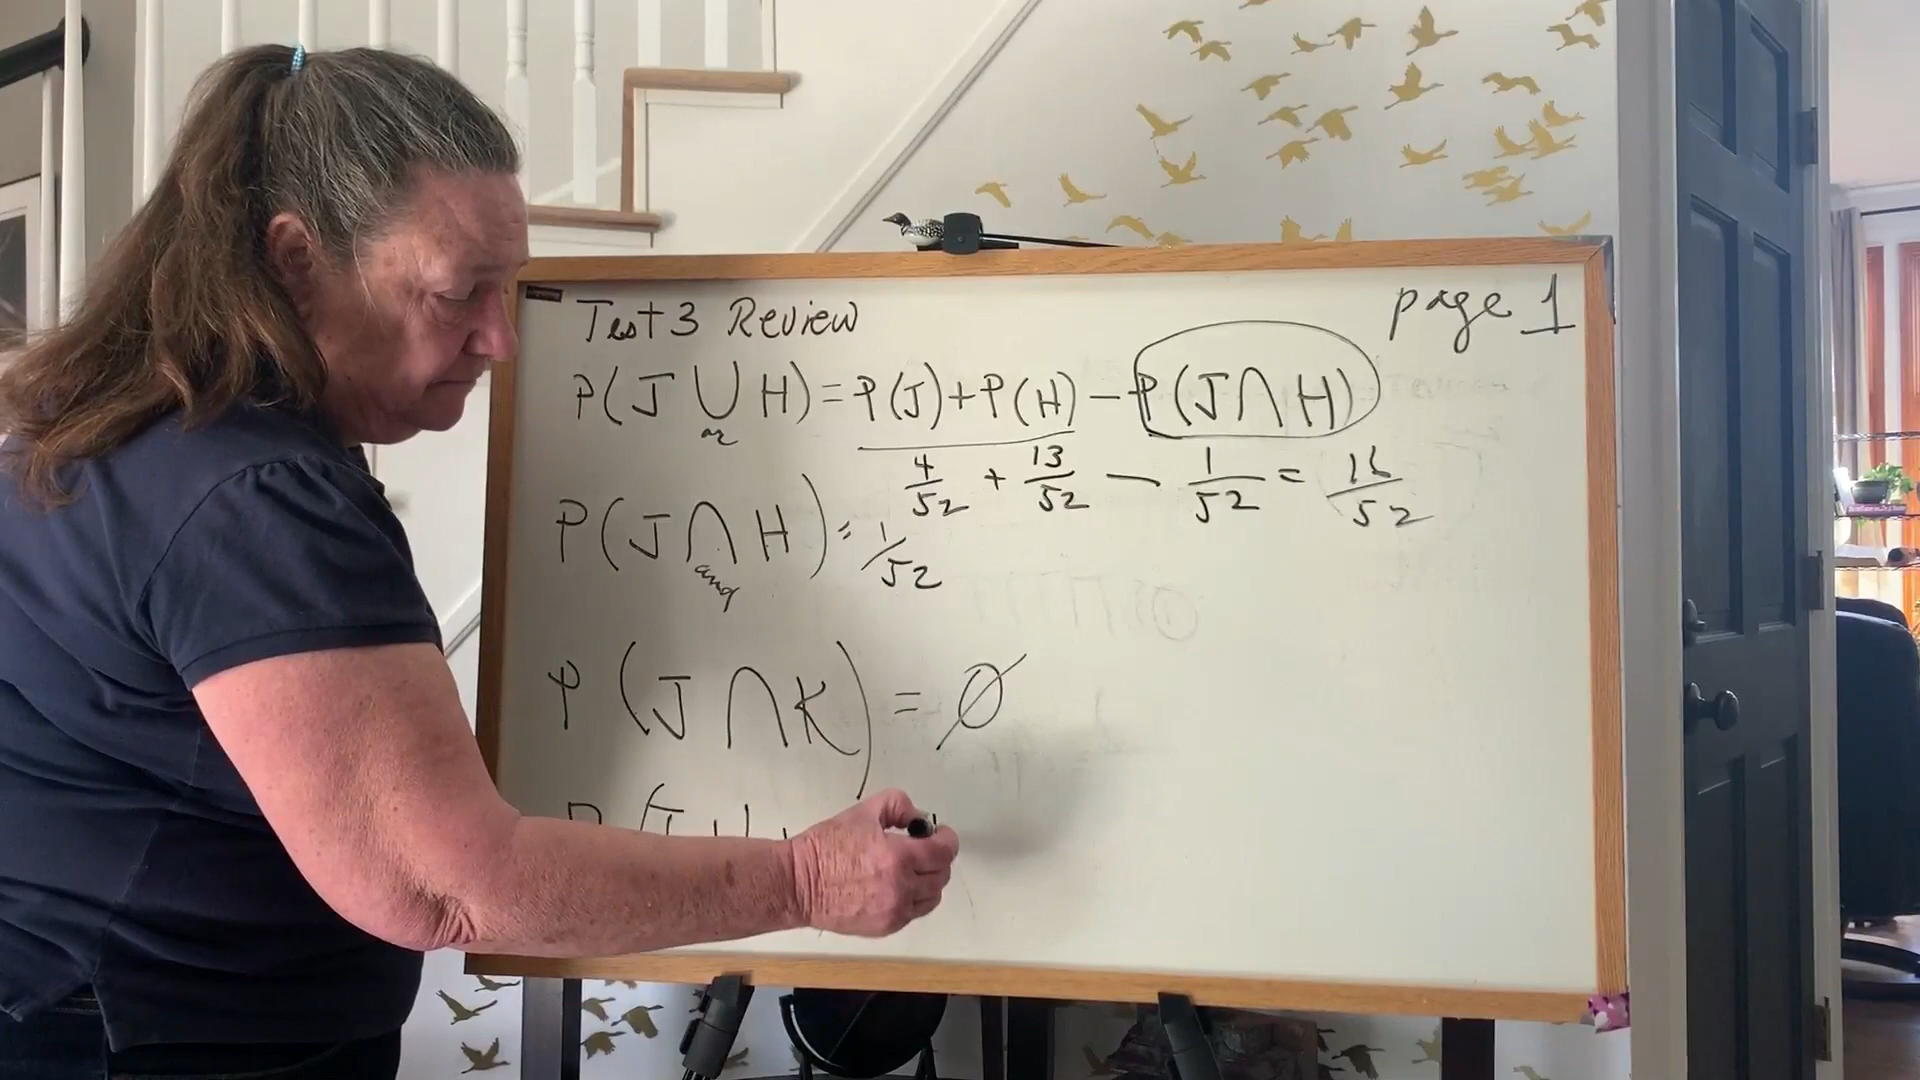 Test 3 Review
page 1
P(J ∪ H) = P(J) + P(H) - P(J ∩ H)
or
4/52 + 13/52 - 1/52 = 16/52
P(J ∩ H) = 1/52
and
P(J ∩ K) = ∅